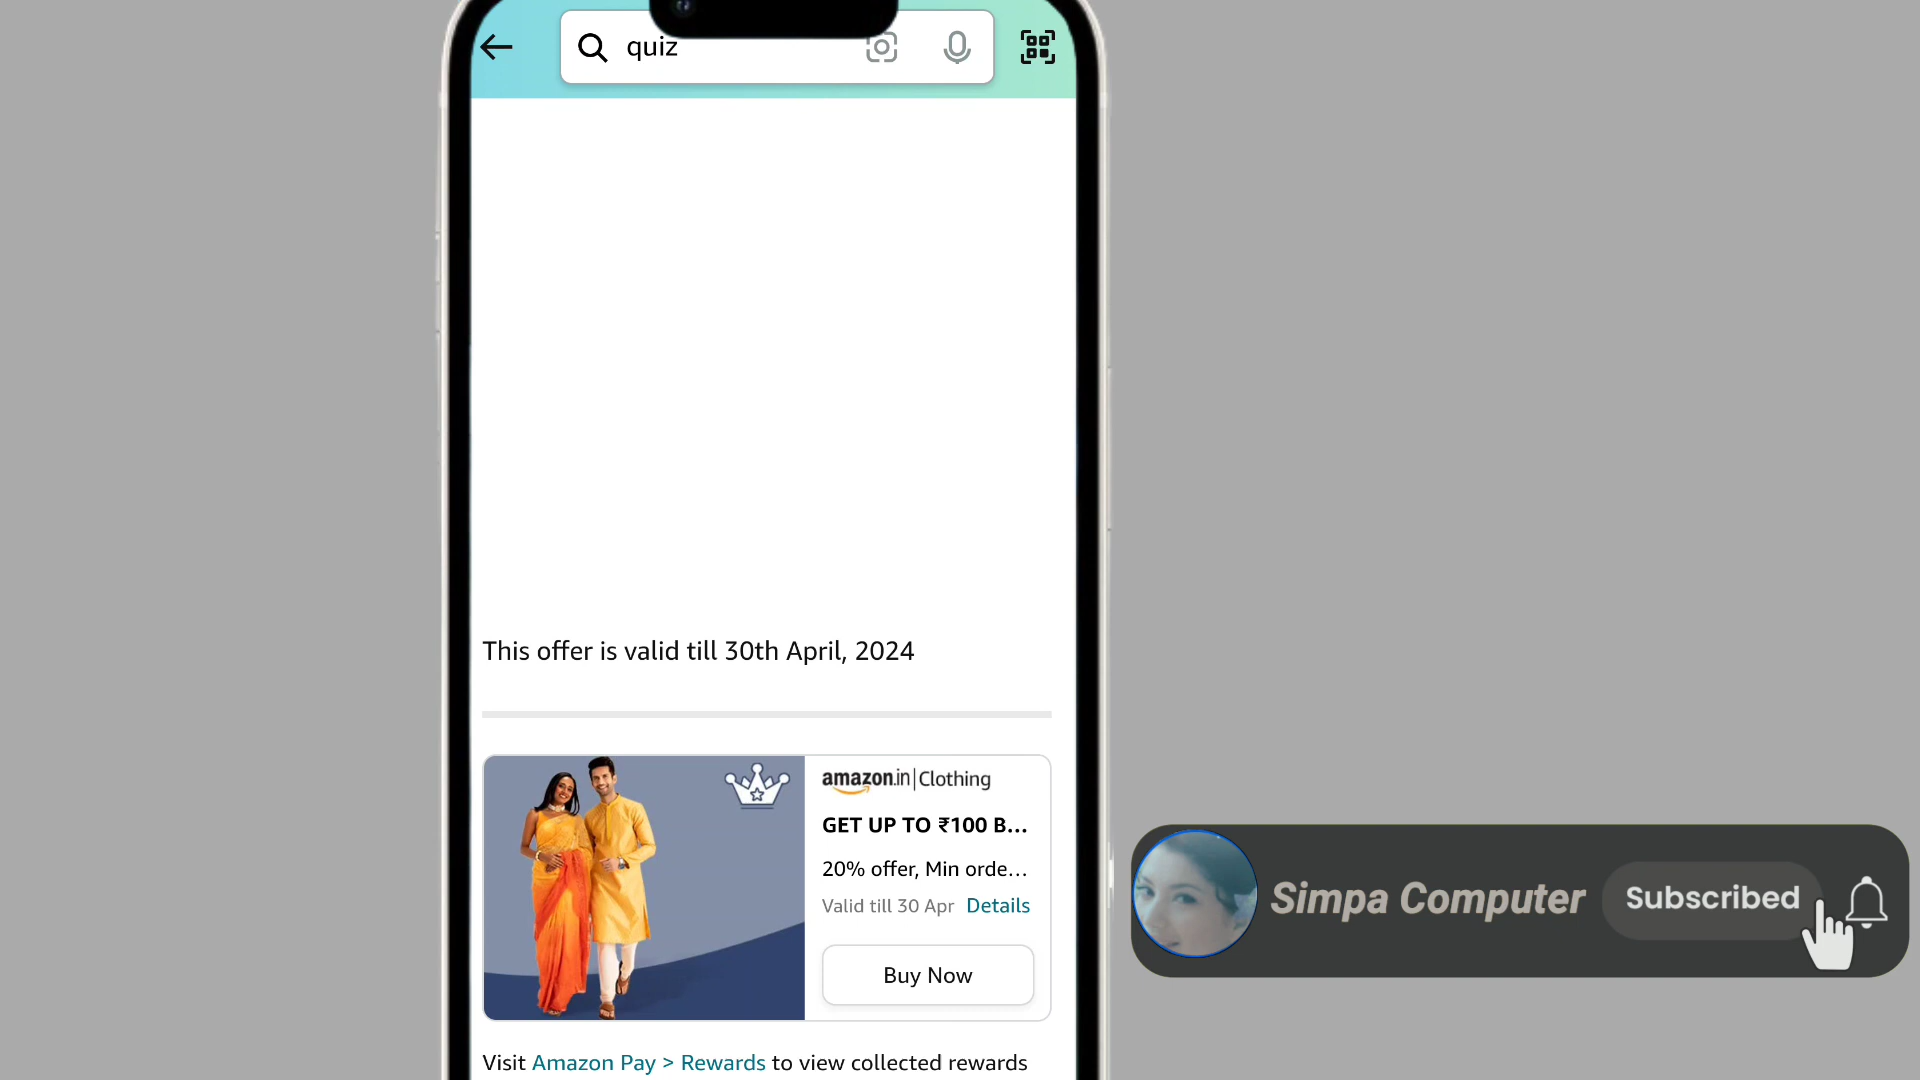 quiz
This offer is valid till 30th April, 2024
amazon.in|Clothing
GET UP TO ₹100 B...
20% offer, Min orde...
Valid till 30 Apr Details
Buy Now
Visit Amazon Pay > Rewards to view collected rewards
Simpa Computer
Subscribed